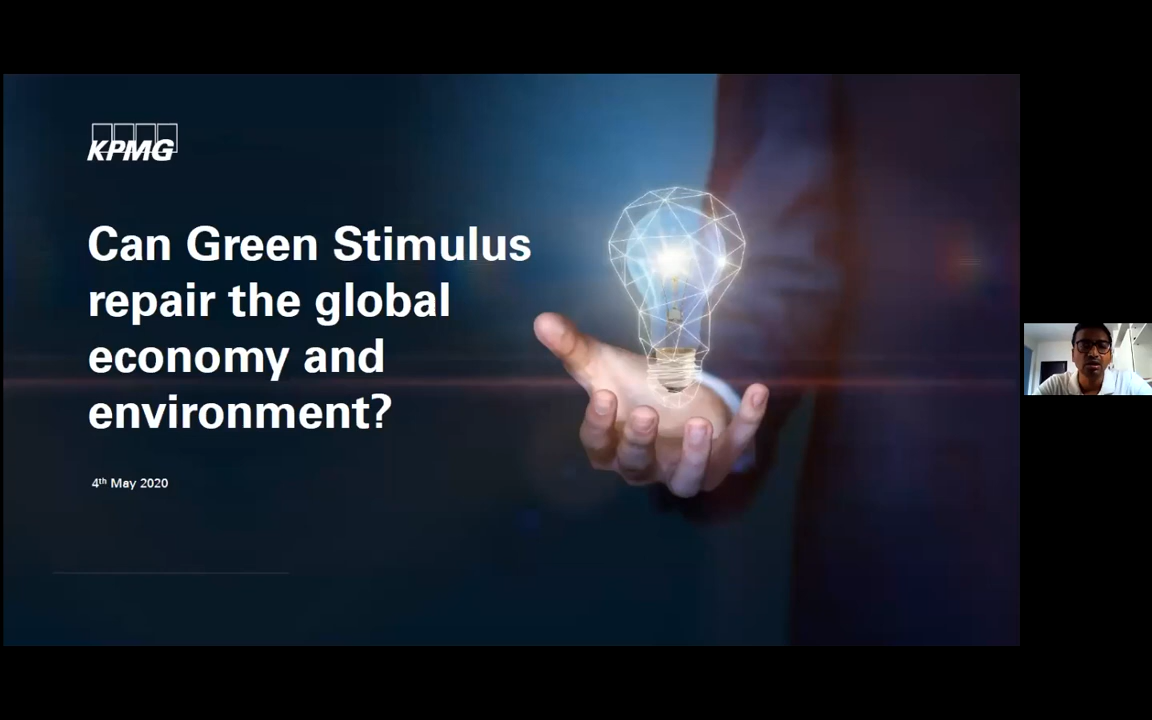 KPMG
Can Green Stimulus
repair the global
economy and
environment?
4th May 2020